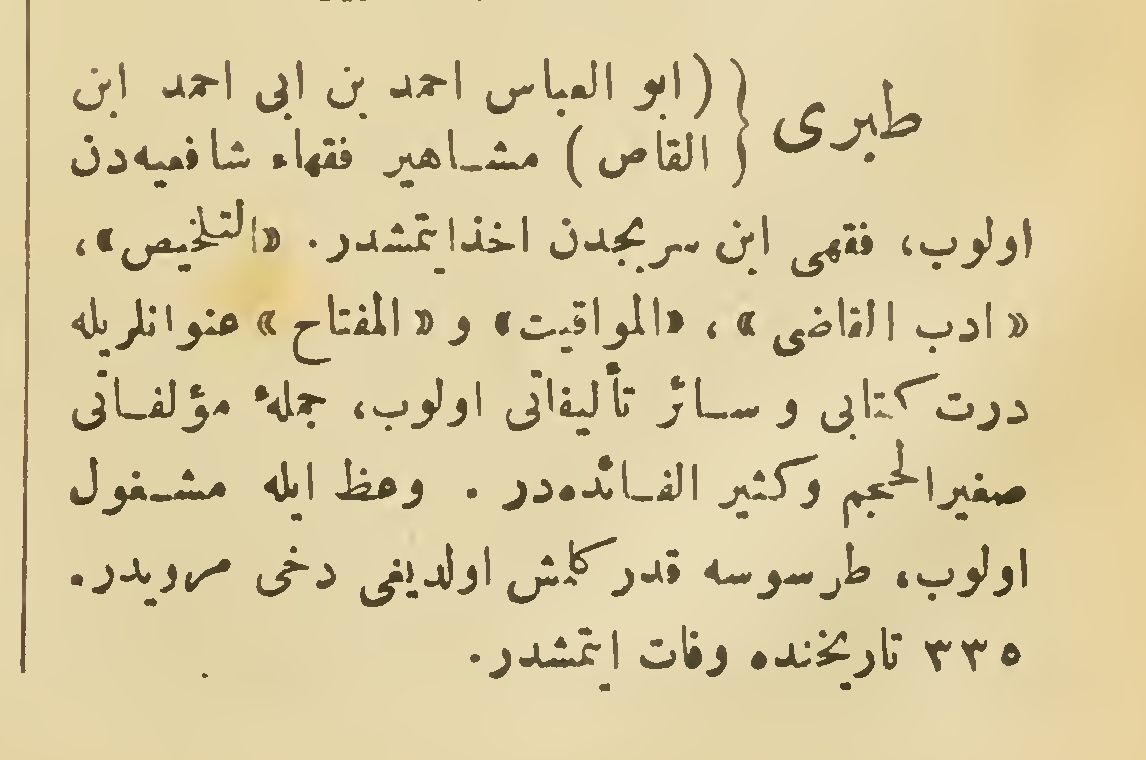 طبری { (ابو العباس احمد بن ابی احمد ابن
القاص) مشاهیر فقهاء شافعیه‌دن
اولوب، فقهی ابن سریجدن اخذ ایتمشدر. «التلخیص»،
«ادب القاضی»، «المواقیت» و «المفتاح» عنوانلریله
درت کتابی و سائر تألیفاتی اولوب، جملهٔ مؤلفاتی
صغیرالحجم وکثیر الفائده‌در. وعظ ایله مشغول
اولوب، طرسوسه قدر کلمش اولدیغی دخی مرویدر.
٣٣٥ تاریخنده وفات ایتمشدر.